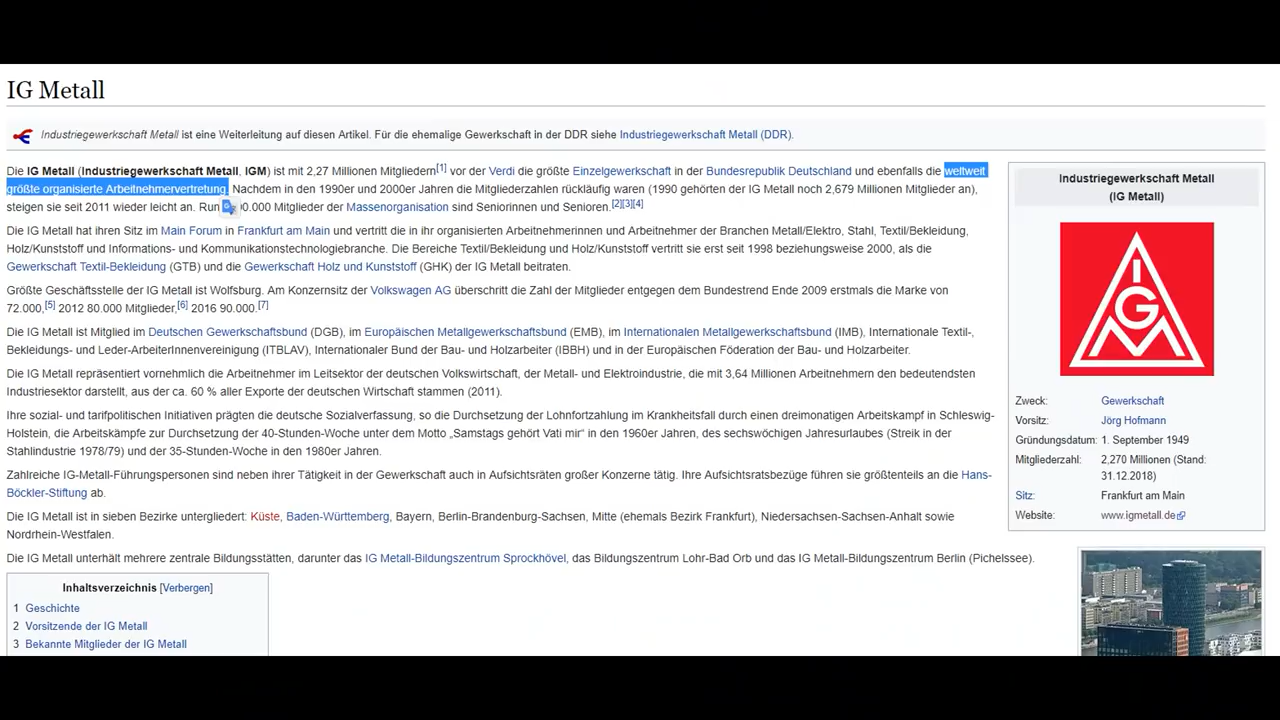 IG Metall
Industriegewerkschaft Metall ist eine Weiterleitung auf diesen Artikel. Für die ehemalige Gewerkschaft in der DDR siehe Industriegewerkschaft Metall (DDR).
Die IG Metall (Industriegewerkschaft Metall, IGM) ist mit 2,27 Millionen Mitgliedern[1] vor der Verdi die größte Einzelgewerkschaft in der Bundesrepublik Deutschland und ebenfalls die weltweit
größte organisierte Arbeitnehmervertretung. Nachdem in den 1990er und 2000er Jahren die Mitgliederzahlen rückläufig waren (1990 gehörten der IG Metall noch 2,679 Millionen Mitglieder an),
steigen sie seit 2011 wieder leicht an. 00.000 Mitglieder der Massenorganisation sind Seniorinnen und Senioren.[2][3][4]
Die IG Metall hat ihren Sitz im Main Forum in Frankfurt am Main und vertritt die in ihr organisierten Arbeitnehmerinnen und Arbeitnehmer der Branchen Metall/Elektro, Stahl, Textil/Bekleidung,
Holz/Kunststoff und Informations- und Kommunikationstechnologiebranche. Die Bereiche Textil/Bekleidung und Holz/Kunststoff vertritt sie erst seit 1998 beziehungsweise 2000, als die
Gewerkschaft Textil-Bekleidung (GTB) und die Gewerkschaft Holz und Kunststoff (GHK) der IG Metall beitraten.
Größte Geschäftsstelle der IG Metall ist Wolfsburg. Am Konzernsitz der Volkswagen AG überschritt die Zahl der Mitglieder entgegen dem Bundestrend Ende 2009 erstmals die Marke von
72.000,[5] 2012 80.000 Mitglieder,[6] 2016 90.000.[7]
Die IG Metall ist Mitglied im Deutschen Gewerkschaftsbund (DGB), im Europäischen Metallgewerkschaftsbund (EMB), im Internationalen Metallgewerkschaftsbund (IMB), Internationale Textil-,
Bekleidungs- und Leder-ArbeiterInnenvereinigung (ITBLAV), Internationaler Bund der Bau- und Holzarbeiter (IBBH) und in der Europäischen Föderation der Bau- und Holzarbeiter.
Die IG Metall repräsentiert vornehmlich die Arbeitnehmer im Leitsektor der deutschen Volkswirtschaft, der Metall- und Elektroindustrie, die mit 3,64 Millionen Arbeitnehmern den bedeutendsten
Industriesektor darstellt, aus der ca. 60 % aller Exporte der deutschen Wirtschaft stammen (2011).
Ihre sozial- und tarifpolitischen Initiativen prägten die deutsche Sozialverfassung, so die Durchsetzung der Lohnfortzahlung im Krankheitsfall durch einen dreimonatigen Arbeitskampf in Schleswig-
Holstein, die Arbeitskämpfe zur Durchsetzung der 40-Stunden-Woche unter dem Motto „Samstags gehört Vati mir“ in den 1960er Jahren, des sechswöchigen Jahresurlaubes (Streik in der
Stahlindustrie 1978/79) und der 35-Stunden-Woche in den 1980er Jahren.
Zahlreiche IG-Metall-Führungspersonen sind neben ihrer Tätigkeit in der Gewerkschaft auch in Aufsichtsräten großer Konzerne tätig. Ihre Aufsichtsratsbezüge führen sie größtenteils an die Hans-
Böckler-Stiftung ab.
Die IG Metall ist in sieben Bezirke untergliedert: Küste, Baden-Württemberg, Bayern, Berlin-Brandenburg-Sachsen, Mitte (ehemals Bezirk Frankfurt), Niedersachsen-Sachsen-Anhalt sowie
Nordrhein-Westfalen.
Die IG Metall unterhält mehrere zentrale Bildungsstätten, darunter das IG Metall-Bildungszentrum Sprockhövel, das Bildungszentrum Lohr-Bad Orb und das IG Metall-Bildungszentrum Berlin (Pichelssee).
Inhaltsverzeichnis [Verbergen]
1 Geschichte
2 Vorsitzende der IG Metall
3 Bekannte Mitglieder der IG Metall
Industriegewerkschaft Metall
(IG Metall)
I
G
M
Zweck: Gewerkschaft
Vorsitz: Jörg Hofmann
Gründungsdatum: 1. September 1949
Mitgliederzahl: 2,270 Millionen (Stand:
31.12.2018)
Sitz: Frankfurt am Main
Website: www.igmetall.de